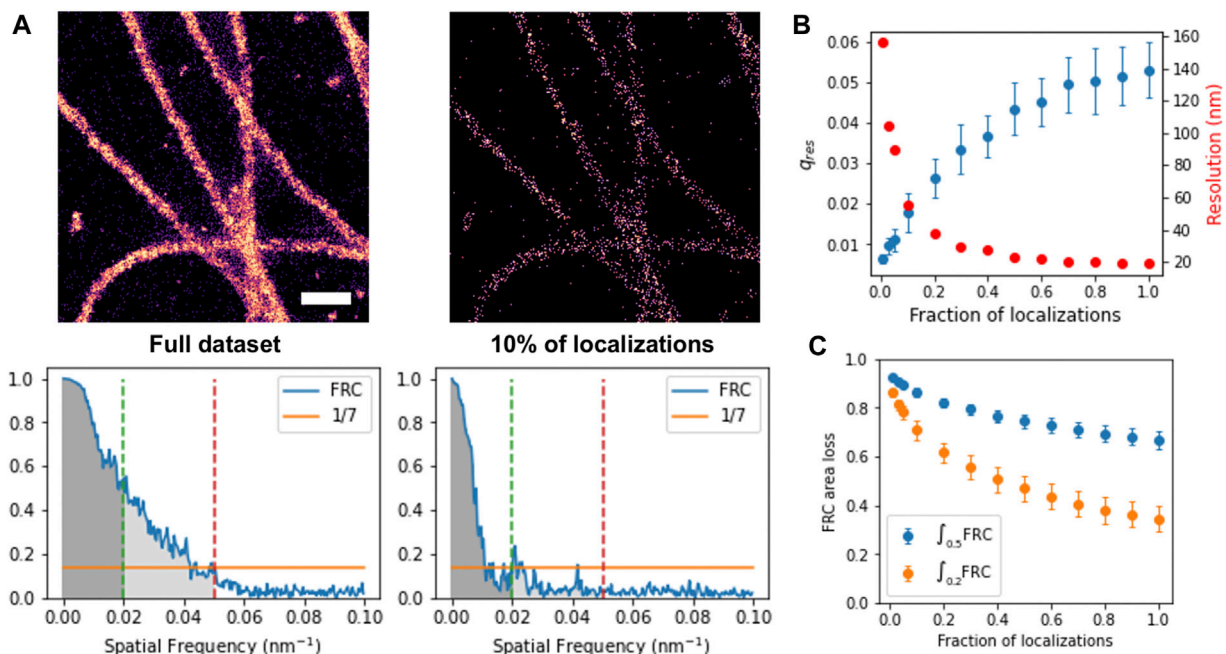 A
Full dataset
10% of localizations
1.0
0.8
0.6
0.4
0.2
0.0
FRC
1/7
0.00 0.02 0.04 0.06 0.08 0.10
Spatial Frequency (nm⁻¹)
1.0
0.8
0.6
0.4
0.2
0.0
FRC
1/7
0.00 0.02 0.04 0.06 0.08 0.10
Spatial Frequency (nm⁻¹)
B
0.06
0.05
0.04
0.03
0.02
0.01
qres
160
140
120
100
80
60
40
20
Resolution (nm)
0.0 0.2 0.4 0.6 0.8 1.0
Fraction of localizations
C
1.0
0.8
0.6
0.4
0.2
0.0
FRC area loss
∫0.5FRC
∫0.2FRC
0.0 0.2 0.4 0.6 0.8 1.0
Fraction of localizations